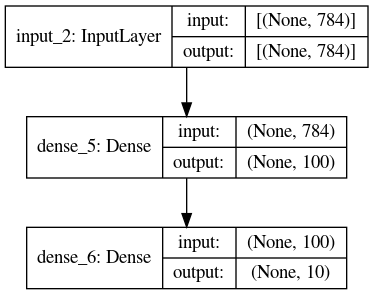 input_2: InputLayer
input: [(None, 784)]
output: [(None, 784)]
dense_5: Dense
input: (None, 784)
output: (None, 100)
dense_6: Dense
input: (None, 100)
output: (None, 10)